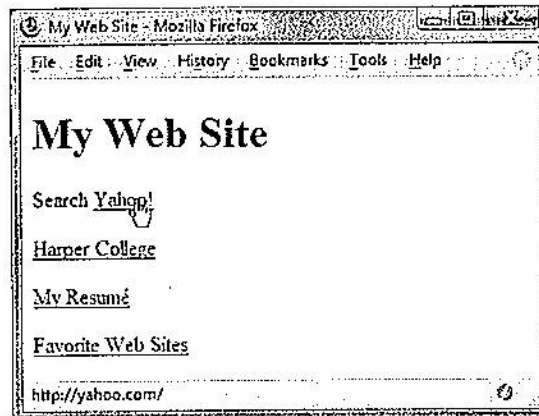 My Web Site - Mozilla Firefox
File Edit View History Bookmarks Tools Help
My Web Site
Search Yahoo!
Harper College
My Resumé
Favorite Web Sites
http://yahoo.com/